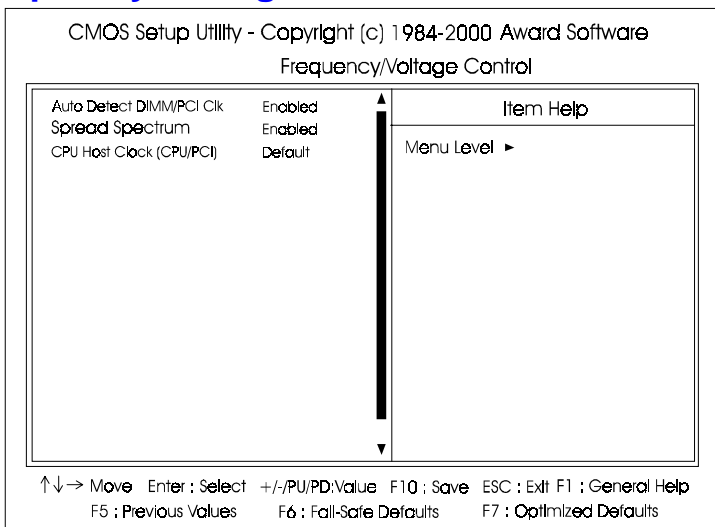 CMOS Setup Utility - Copyright (c) 1984-2000 Award Software
Frequency/Voltage Control
Auto Detect DIMM/PCI Clk Enabled
Spread Spectrum Enabled
CPU Host Clock (CPU/PCI) Default
Item Help
Menu Level ►
↑↓→ Move Enter : Select +/-/PU/PD:Value F10 : Save ESC : Exit F1 : General Help
F5 : Previous Values F6 : Fail-Safe Defaults F7 : Optimized Defaults